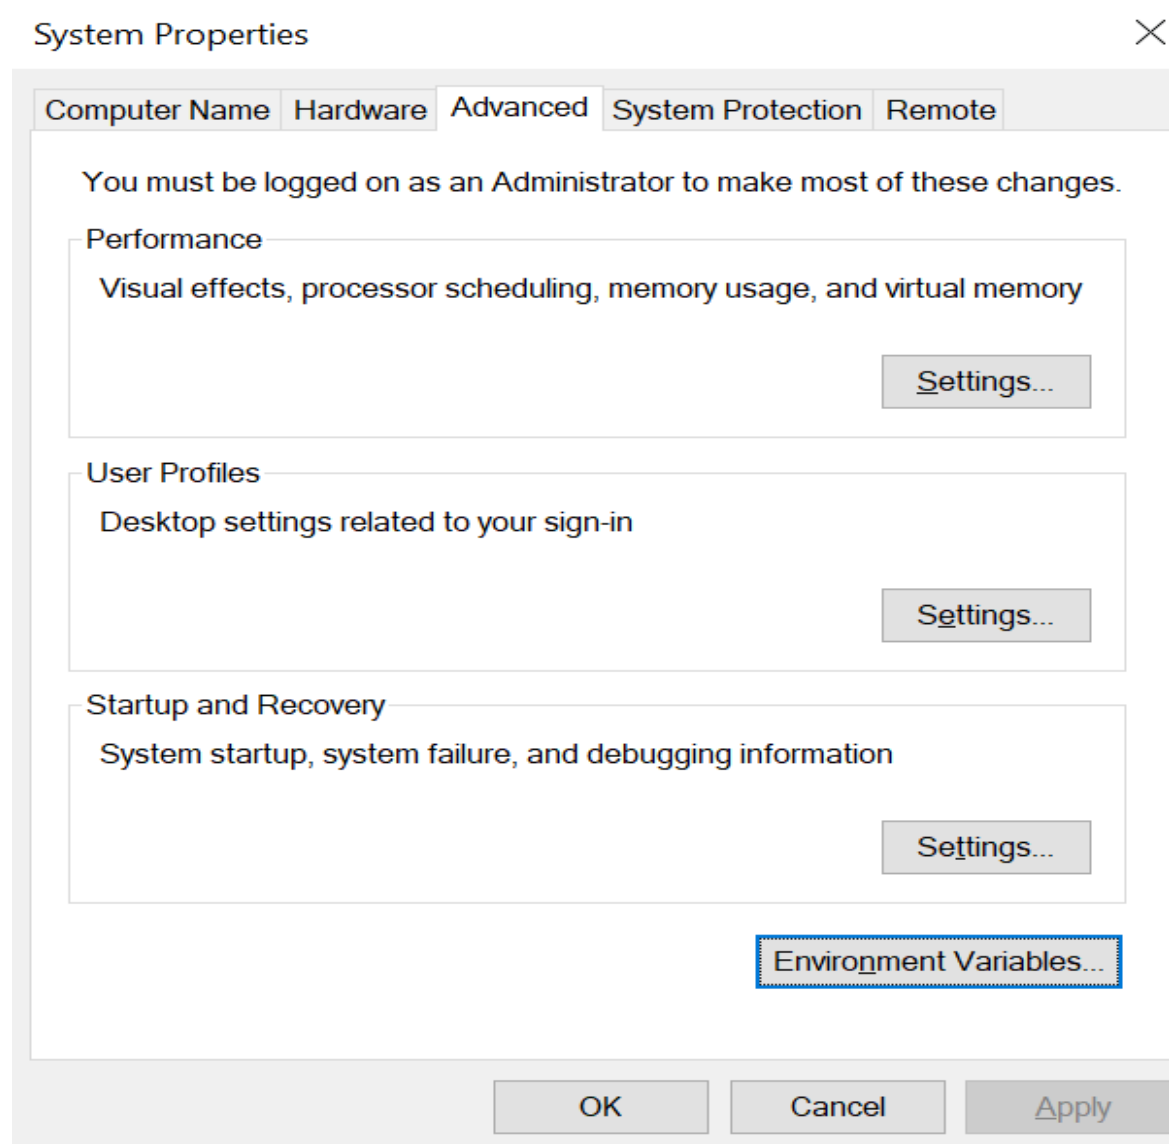 System Properties
Computer Name Hardware Advanced System Protection Remote
You must be logged on as an Administrator to make most of these changes.
Performance
Visual effects, processor scheduling, memory usage, and virtual memory
Settings...
User Profiles
Desktop settings related to your sign-in
Settings...
Startup and Recovery
System startup, system failure, and debugging information
Settings...
Environment Variables...
OK Cancel Apply